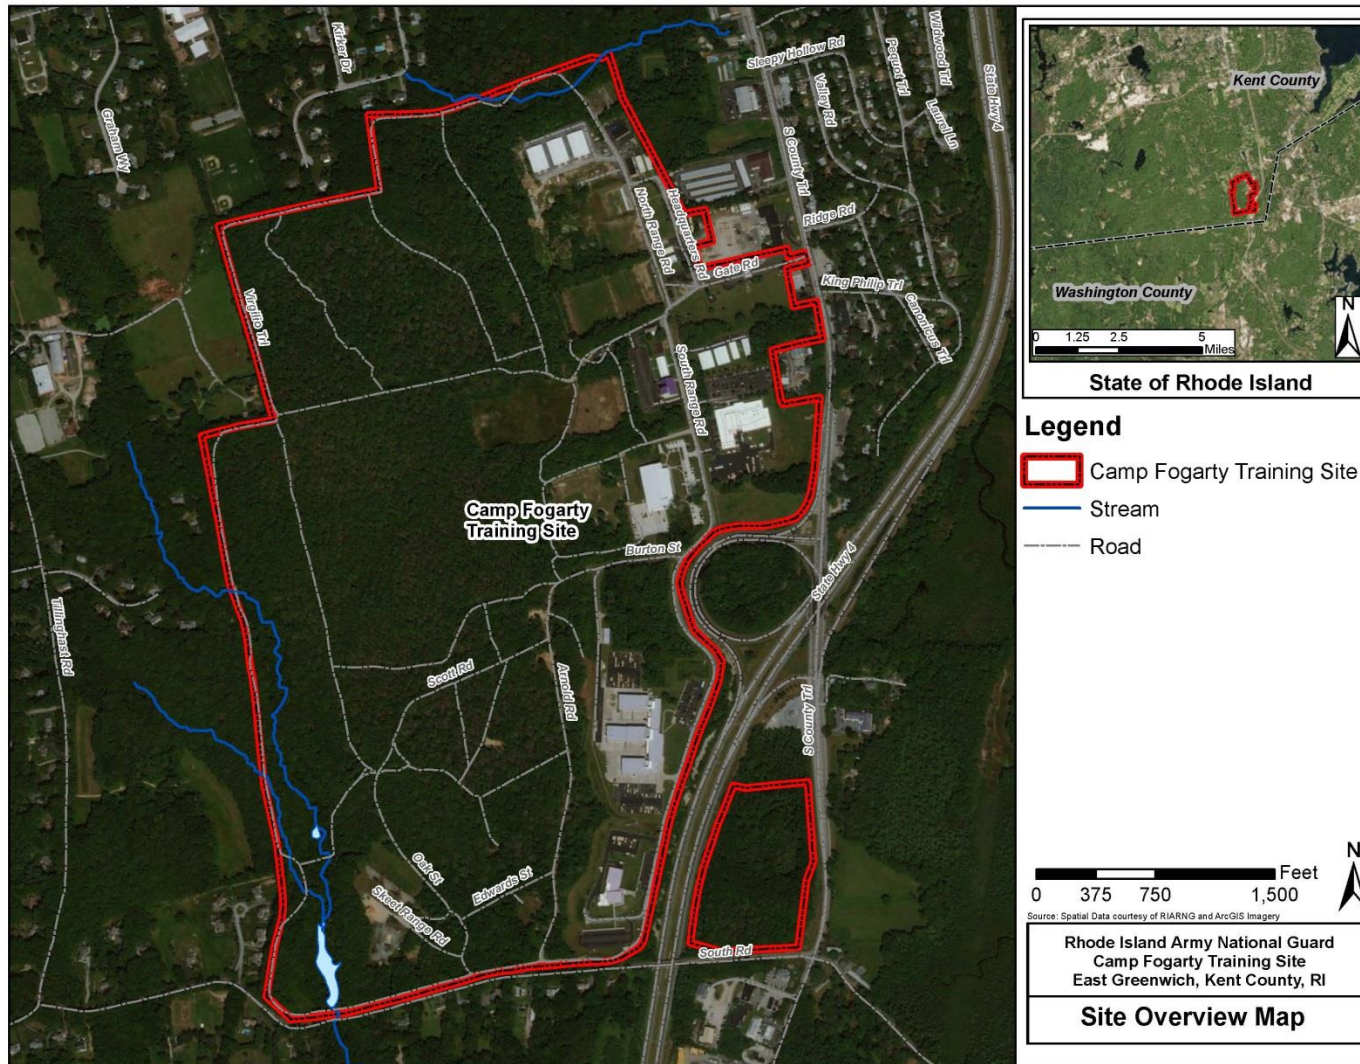 Kirker Dr
Graham Wy
Sleepy Hollow Rd
Pequot Trl
Wildwood Trl
State Hwy 4
Valley Rd
Laurel Ln
S County Trl
Ridge Rd
North Range Rd
Headquarters Rd
Gate Rd
King Philip Trl
Canonicus Trl
Virgilio Trl
South Range Rd
Camp Fogarty
Training Site
Burton St
State Hwy 4
Tillinghast Rd
Scott Rd
Arnold Rd
S County Trl
Oak St
Edwards St
Skeet Range Rd
South Rd
Kent County
Washington County
N
0 1.25 2.5 5
Miles
State of Rhode Island
Legend
Camp Fogarty Training Site
Stream
Road
N
Feet
0 375 750 1,500
Source: Spatial Data courtesy of RIARNG and ArcGIS Imagery
Rhode Island Army National Guard
Camp Fogarty Training Site
East Greenwich, Kent County, RI
Site Overview Map